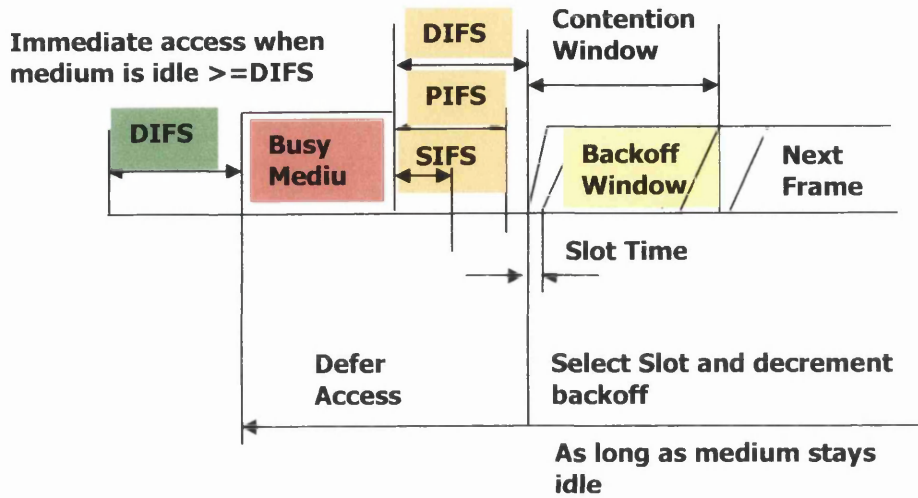 Immediate access when
medium is idle >=DIFS
DIFS
Contention
Window
DIFS
PIFS
SIFS
Busy
Mediu
Backoff
Window
Next
Frame
Slot Time
Defer
Access
Select Slot and decrement
backoff
As long as medium stays
idle